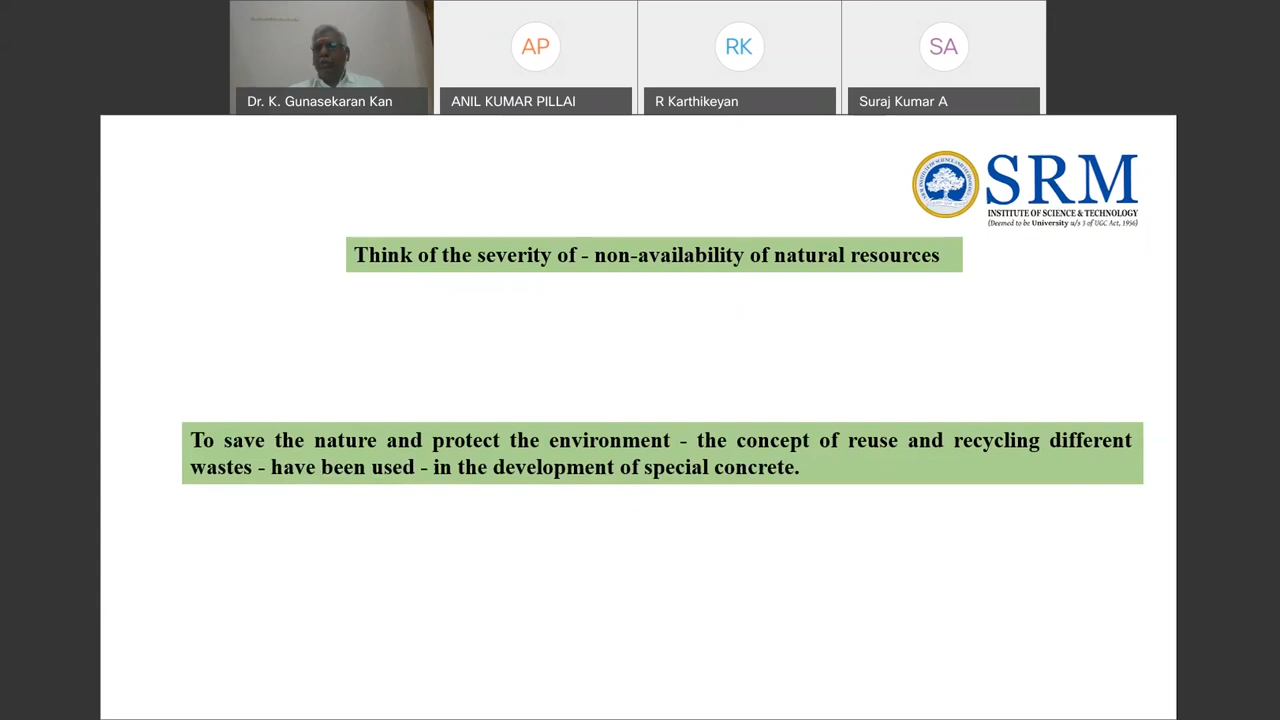 Dr. K. Gunasekaran Kan
AP
ANIL KUMAR PILLAI
RK
R Karthikeyan
SA
Suraj Kumar A
SRM
INSTITUTE OF SCIENCE & TECHNOLOGY
(Deemed to be University u/s 3 of UGC Act, 1956)
Think of the severity of - non-availability of natural resources
To save the nature and protect the environment - the concept of reuse and recycling different
wastes - have been used - in the development of special concrete.